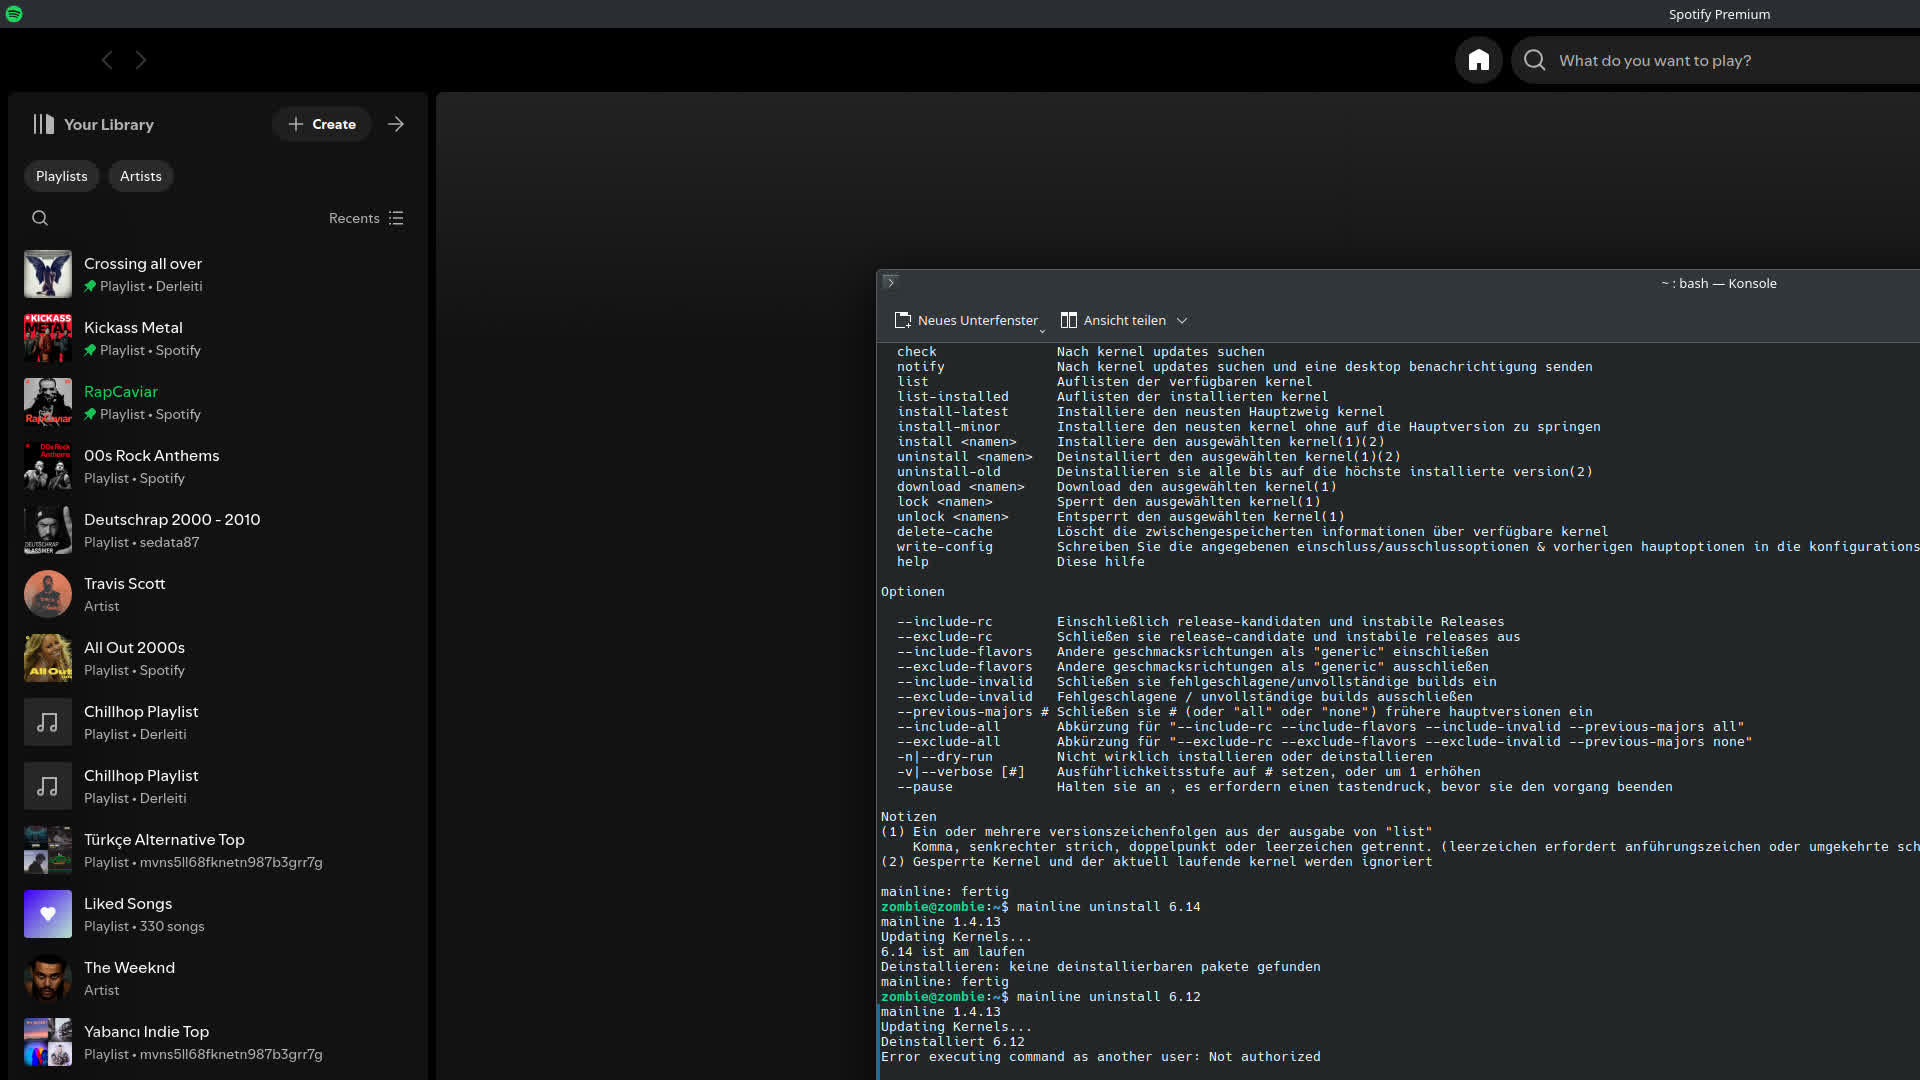 Spotify Premium
What do you want to play?
Your Library
Create
Playlists
Artists
Recents
Crossing all over
Playlist • Derleiti
KICKASS
METAL
Kickass Metal
Playlist • Spotify
RapCaviar
RapCaviar
Playlist • Spotify
00s Rock Anthems
Playlist • Spotify
DEUTSCHRAP
KLASSIKER
Deutschrap 2000 - 2010
Playlist • sedata87
Travis Scott
Artist
All Out
All Out 2000s
Playlist • Spotify
Chillhop Playlist
Playlist • Derleiti
Chillhop Playlist
Playlist • Derleiti
Türkçe Alternative Top
Playlist • mvns5ll68fknetn987b3grr7g
Liked Songs
Playlist • 330 songs
The Weeknd
Artist
Yabancı Indie Top
Playlist • mvns5ll68fknetn987b3grr7g
~ : bash — Konsole
Neues Unterfenster
Ansicht teilen
check Nach kernel updates suchen
notify Nach kernel updates suchen und eine desktop benachrichtigung senden
list Auflisten der verfügbaren kernel
list-installed Auflisten der installierten kernel
install-latest Installiere den neusten Hauptzweig kernel
install-minor Installiere den neusten kernel ohne auf die Hauptversion zu springen
install <namen> Installiere den ausgewählten kernel(1)(2)
uninstall <namen> Deinstalliert den ausgewählten kernel(1)(2)
uninstall-old Deinstallieren sie alle bis auf die höchste installierte version(2)
download <namen> Download den ausgewählten kernel(1)
lock <namen> Sperrt den ausgewählten kernel(1)
unlock <namen> Entsperrt den ausgewählten kernel(1)
delete-cache Löscht die zwischengespeicherten informationen über verfügbare kernel
write-config Schreiben Sie die angegebenen einschluss/ausschlussoptionen & vorherigen hauptoptionen in die konfigurations
help Diese hilfe
Optionen
--include-rc Einschließlich release-kandidaten und instabile Releases
--exclude-rc Schließen sie release-candidate und instabile releases aus
--include-flavors Andere geschmacksrichtungen als "generic" einschließen
--exclude-flavors Andere geschmacksrichtungen als "generic" ausschließen
--include-invalid Schließen sie fehlgeschlagene/unvollständige builds ein
--exclude-invalid Fehlgeschlagene / unvollständige builds ausschließen
--previous-majors # Schließen sie # (oder "all" oder "none") frühere hauptversionen ein
--include-all Abkürzung für "--include-rc --include-flavors --include-invalid --previous-majors all"
--exclude-all Abkürzung für "--exclude-rc --exclude-flavors --exclude-invalid --previous-majors none"
-n|--dry-run Nicht wirklich installieren oder deinstallieren
-v|--verbose [#] Ausführlichkeitsstufe auf # setzen, oder um 1 erhöhen
--pause Halten sie an , es erfordern einen tastendruck, bevor sie den vorgang beenden
Notizen
(1) Ein oder mehrere versionszeichenfolgen aus der ausgabe von "list"
Komma, senkrechter strich, doppelpunkt oder leerzeichen getrennt. (leerzeichen erfordert anführungszeichen oder umgekehrte sch
(2) Gesperrte Kernel und der aktuell laufende kernel werden ignoriert
mainline: fertig
zombie@zombie:~$ mainline uninstall 6.14
mainline 1.4.13
Updating Kernels...
6.14 ist am laufen
Deinstallieren: keine deinstallierbaren pakete gefunden
mainline: fertig
zombie@zombie:~$ mainline uninstall 6.12
mainline 1.4.13
Updating Kernels...
Deinstalliert 6.12
Error executing command as another user: Not authorized